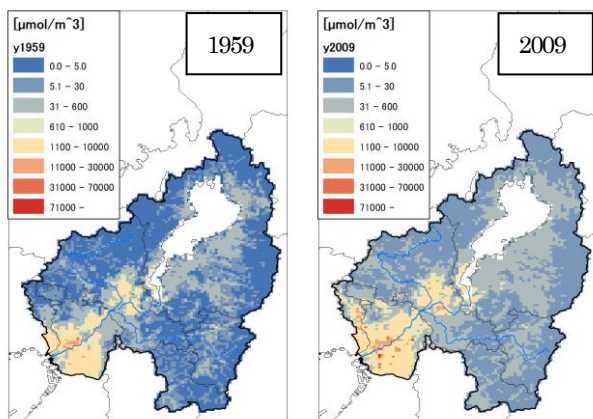 [μmol/m^3]
y1959
0.0 - 5.0
5.1 - 30
31 - 600
610 - 1000
1100 - 10000
11000 - 30000
31000 - 70000
71000 -
1959
[μmol/m^3]
y2009
0.0 - 5.0
5.1 - 30
31 - 600
610 - 1000
1100 - 10000
11000 - 30000
31000 - 70000
71000 -
2009